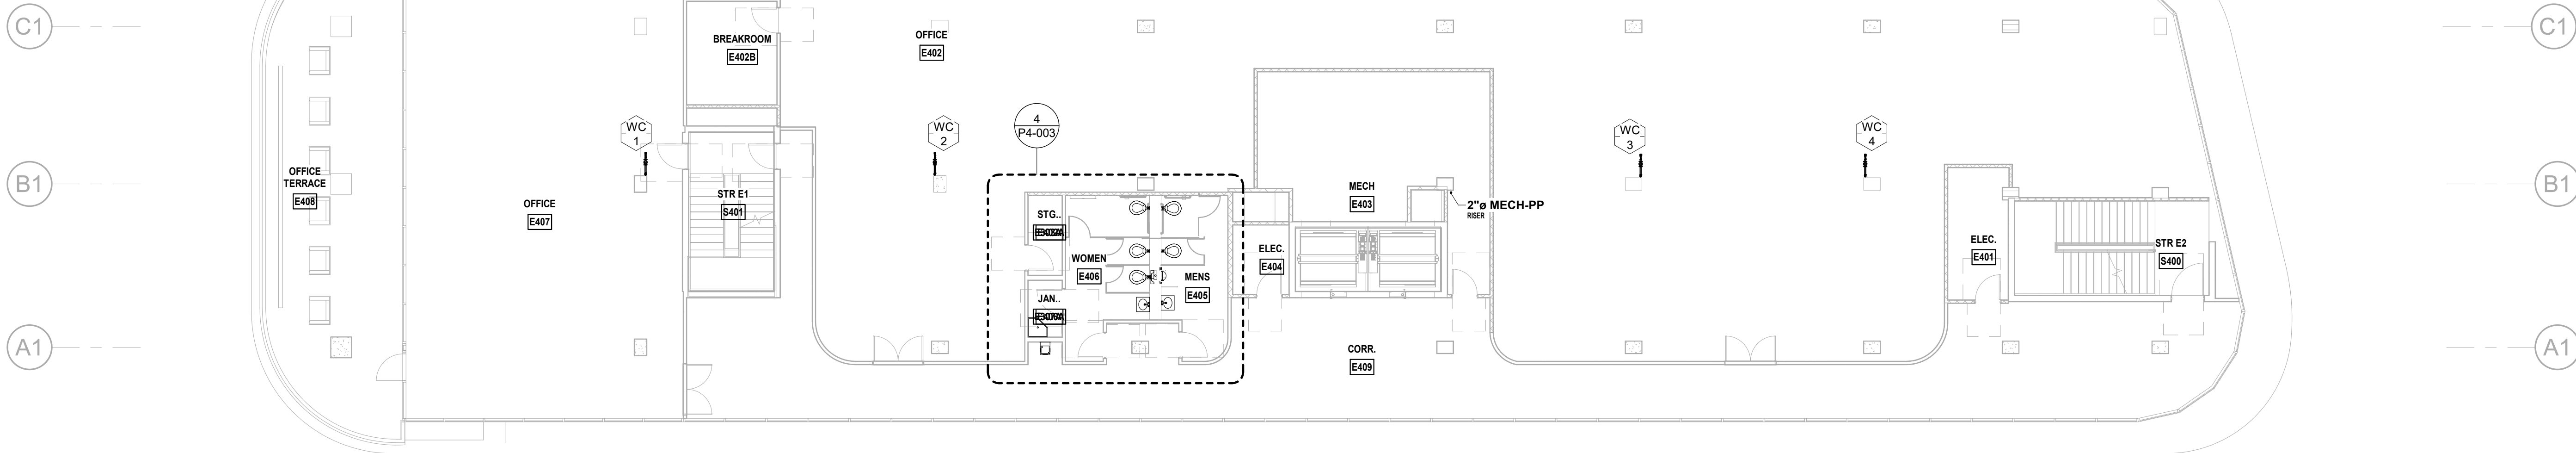 C1
C1
BREAKROOM
E402B
OFFICE
E402
4
P4-003
WC
1
WC
2
WC
3
WC
4
OFFICE
TERRACE
E408
B1
B1
OFFICE
E407
STR E1
S401
STG..
MECH
E403
2"ø MECH-PP
RISER
WOMEN
E406
MENS
E405
ELEC.
E404
ELEC.
E401
STR E2
S400
JAN..
A1
A1
CORR.
E409